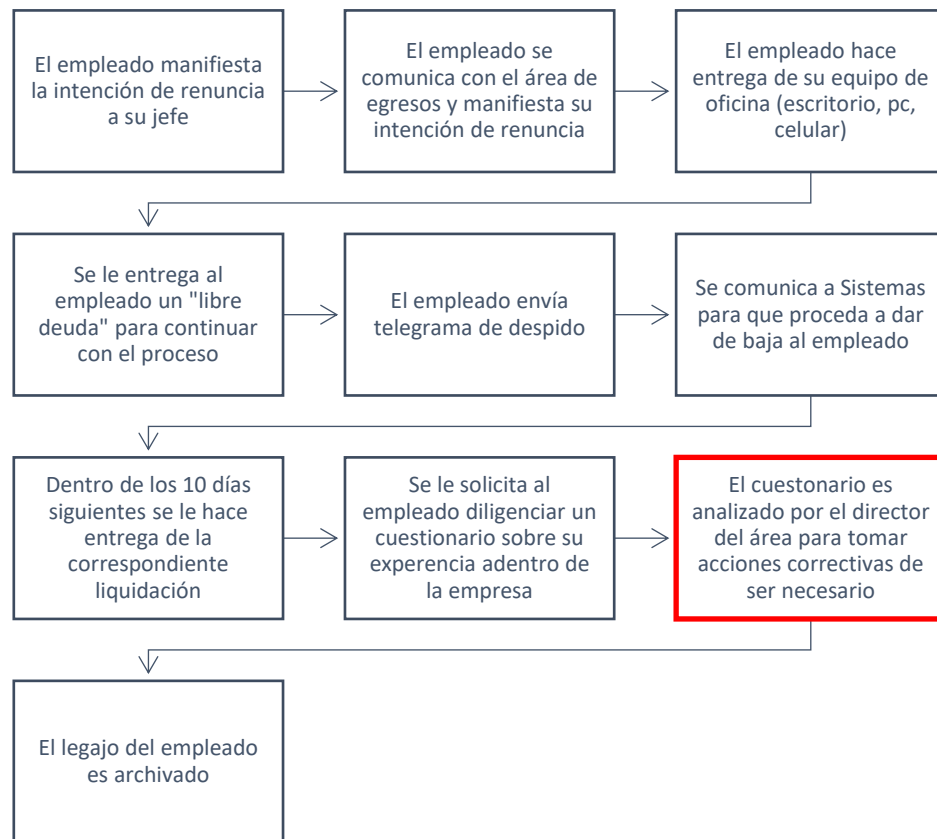 El empleado manifiesta
la intención de renuncia
a su jefe
El empleado se
comunica con el área de
egresos y manifiesta su
intención de renuncia
El empleado hace
entrega de su equipo de
oficina (escritorio, pc,
celular)
Se le entrega al
empleado un "libre
deuda" para continuar
con el proceso
El empleado envía
telegrama de despido
Se comunica a Sistemas
para que proceda a dar
de baja al empleado
Dentro de los 10 días
siguientes se le hace
entrega de la
correspondiente
liquidación
Se le solicita al
empleado diligenciar un
cuestionario sobre su
experencia adentro de
la empresa
El cuestonario es
analizado por el director
del área para tomar
acciones correctivas de
ser necesario
El legajo del empleado
es archivado